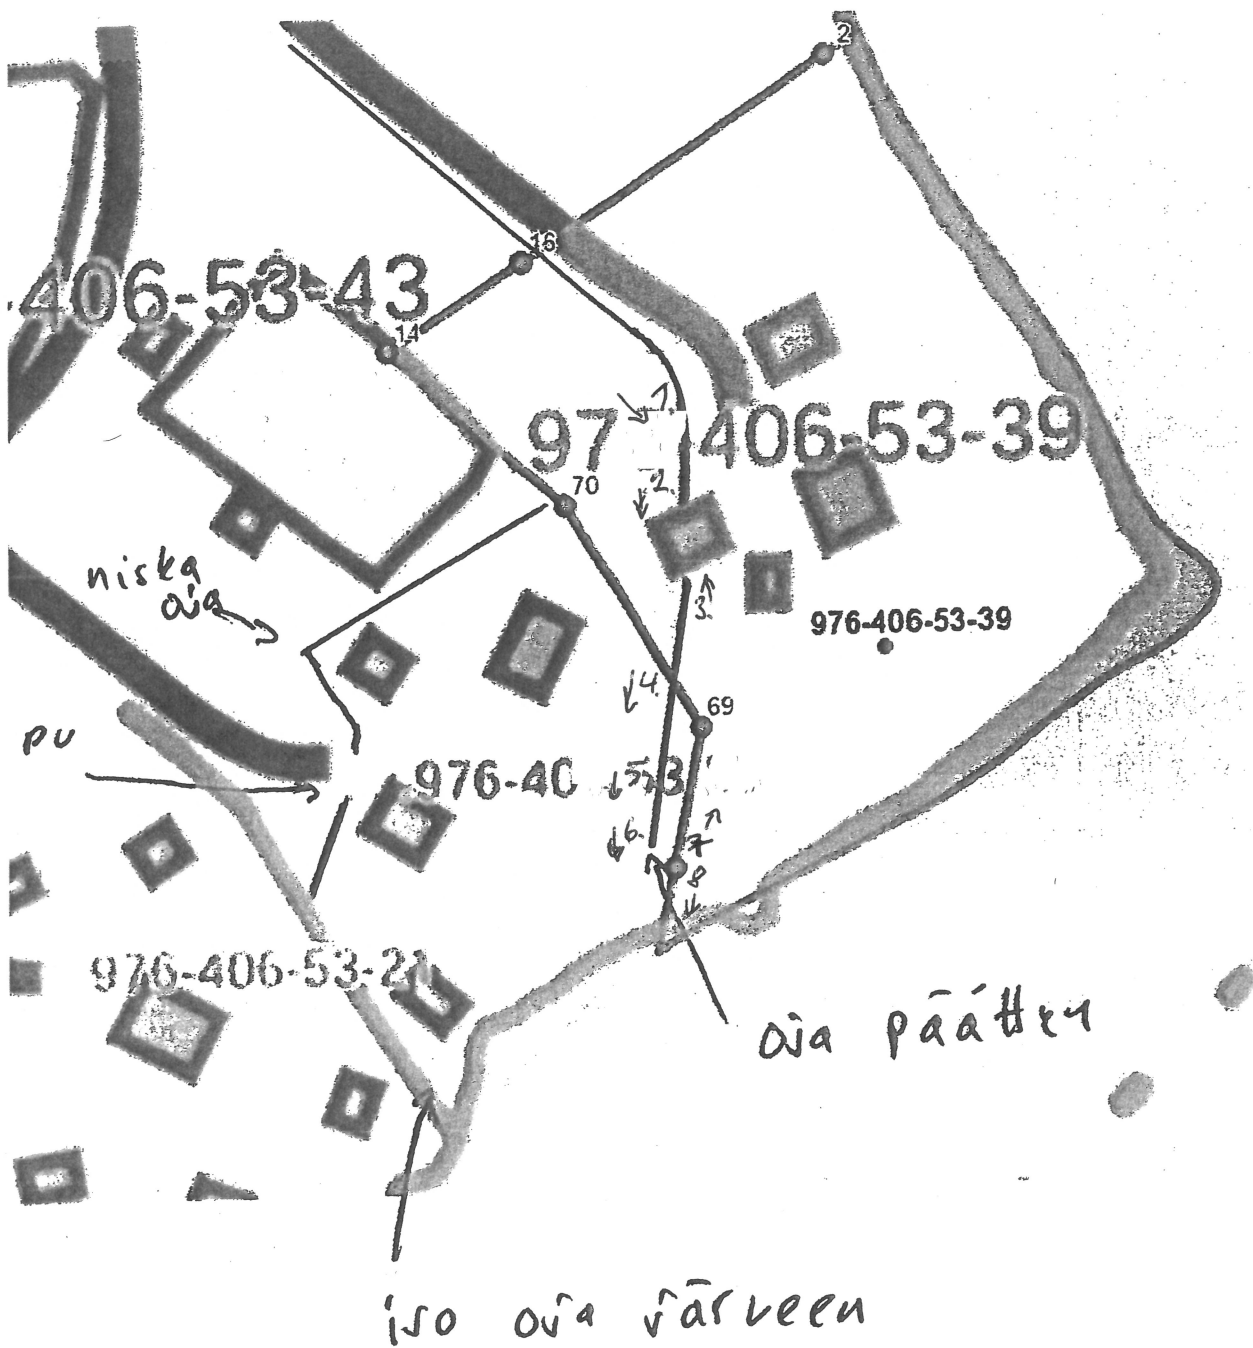 2
16
406-53-43
14
1.
97 406-53-39
2.
70
niska
oja
3.
976-406-53-39
4.
69
pu
976-40 5. 3
6.
7
8
976-406-53-21
oja päättyy
iso oja järveen